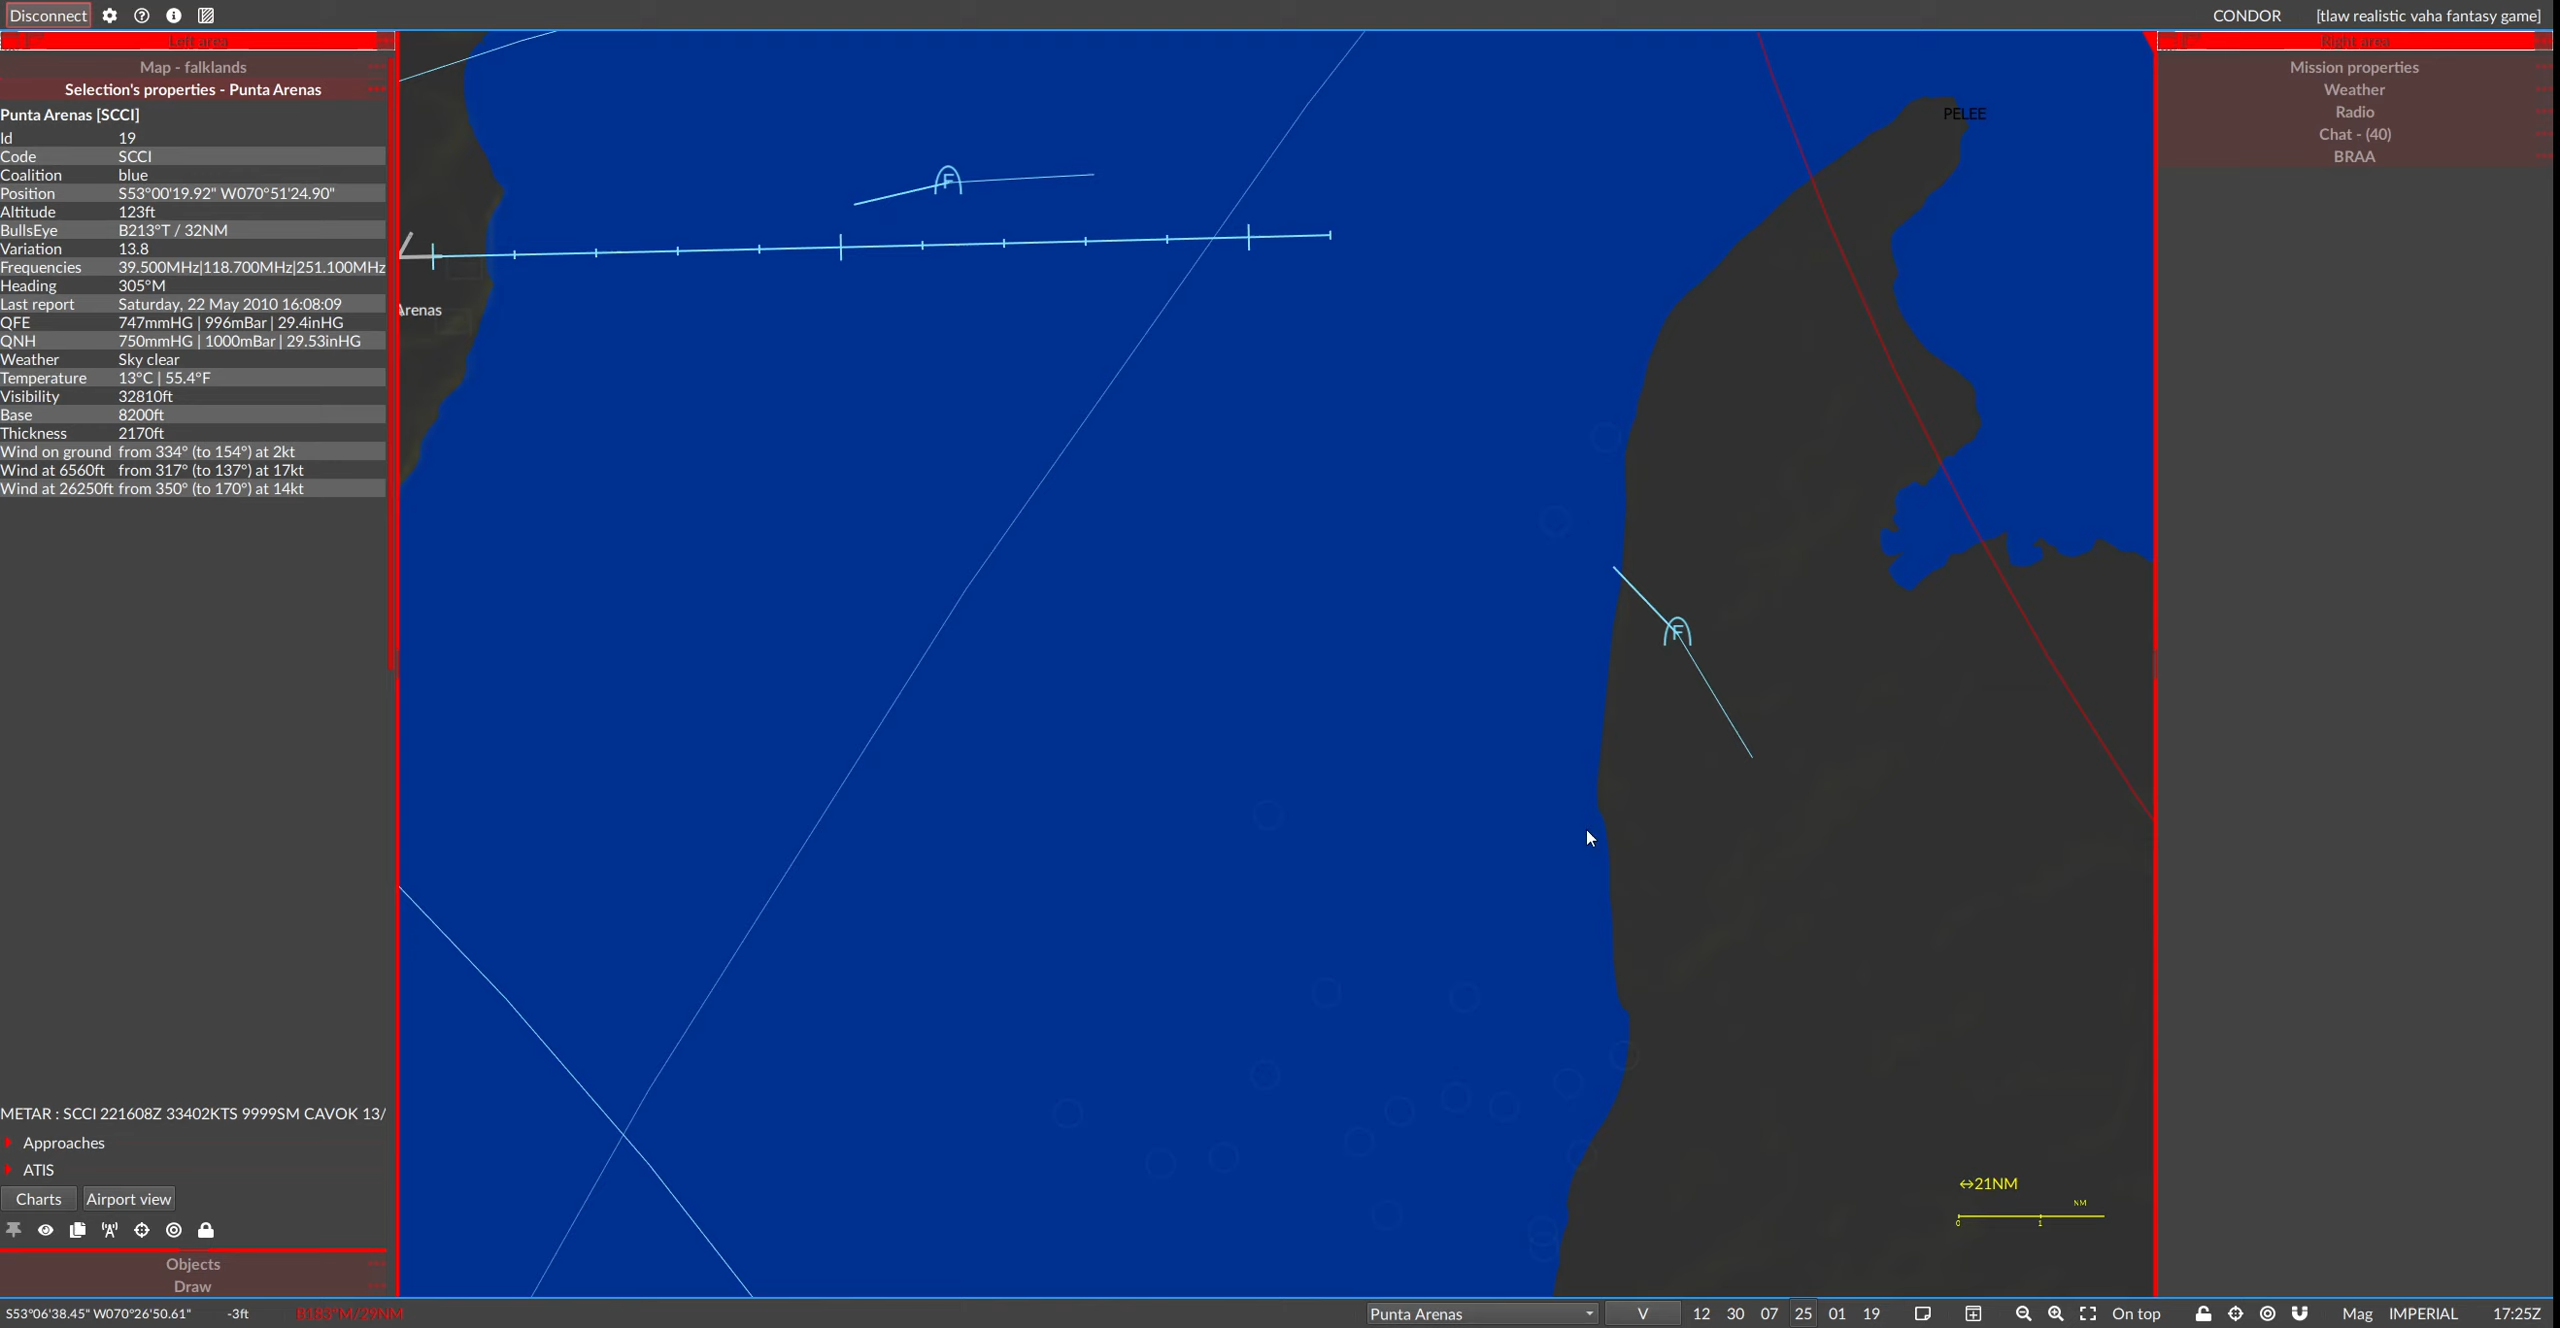 Disconnect
CONDOR [tlaw realistic vaha fantasy game]
Left area
Right area
Map - falklands
Selection's properties - Punta Arenas
Punta Arenas [SCCI]
Id 19
Code SCCI
Coalition blue
Position S53°00'19.92" W070°51'24.90"
Altitude 123ft
BullsEye B213°T / 32NM
Variation 13.8
Frequencies 39.500MHz|118.700MHz|251.100MHz
Heading 305°M
Last report Saturday, 22 May 2010 16:08:09
QFE 747mmHG | 996mBar | 29.4inHG
QNH 750mmHG | 1000mBar | 29.53inHG
Weather Sky clear
Temperature 13°C | 55.4°F
Visibility 32810ft
Base 8200ft
Thickness 2170ft
Wind on ground from 334° (to 154°) at 2kt
Wind at 6560ft from 317° (to 137°) at 17kt
Wind at 26250ft from 350° (to 170°) at 14kt
METAR : SCCI 221608Z 33402KTS 9999SM CAVOK 13/
Approaches
ATIS
Charts Airport view
Objects
Draw
F
Arenas
PELEE
F
↔21NM
NM
0 1
Mission properties
Weather
Radio
Chat - (40)
BRAA
S53°06'38.45" W070°26'50.61" -3ft B183°M/29NM Punta Arenas V 12 30 07 25 01 19 On top Mag IMPERIAL 17:25Z